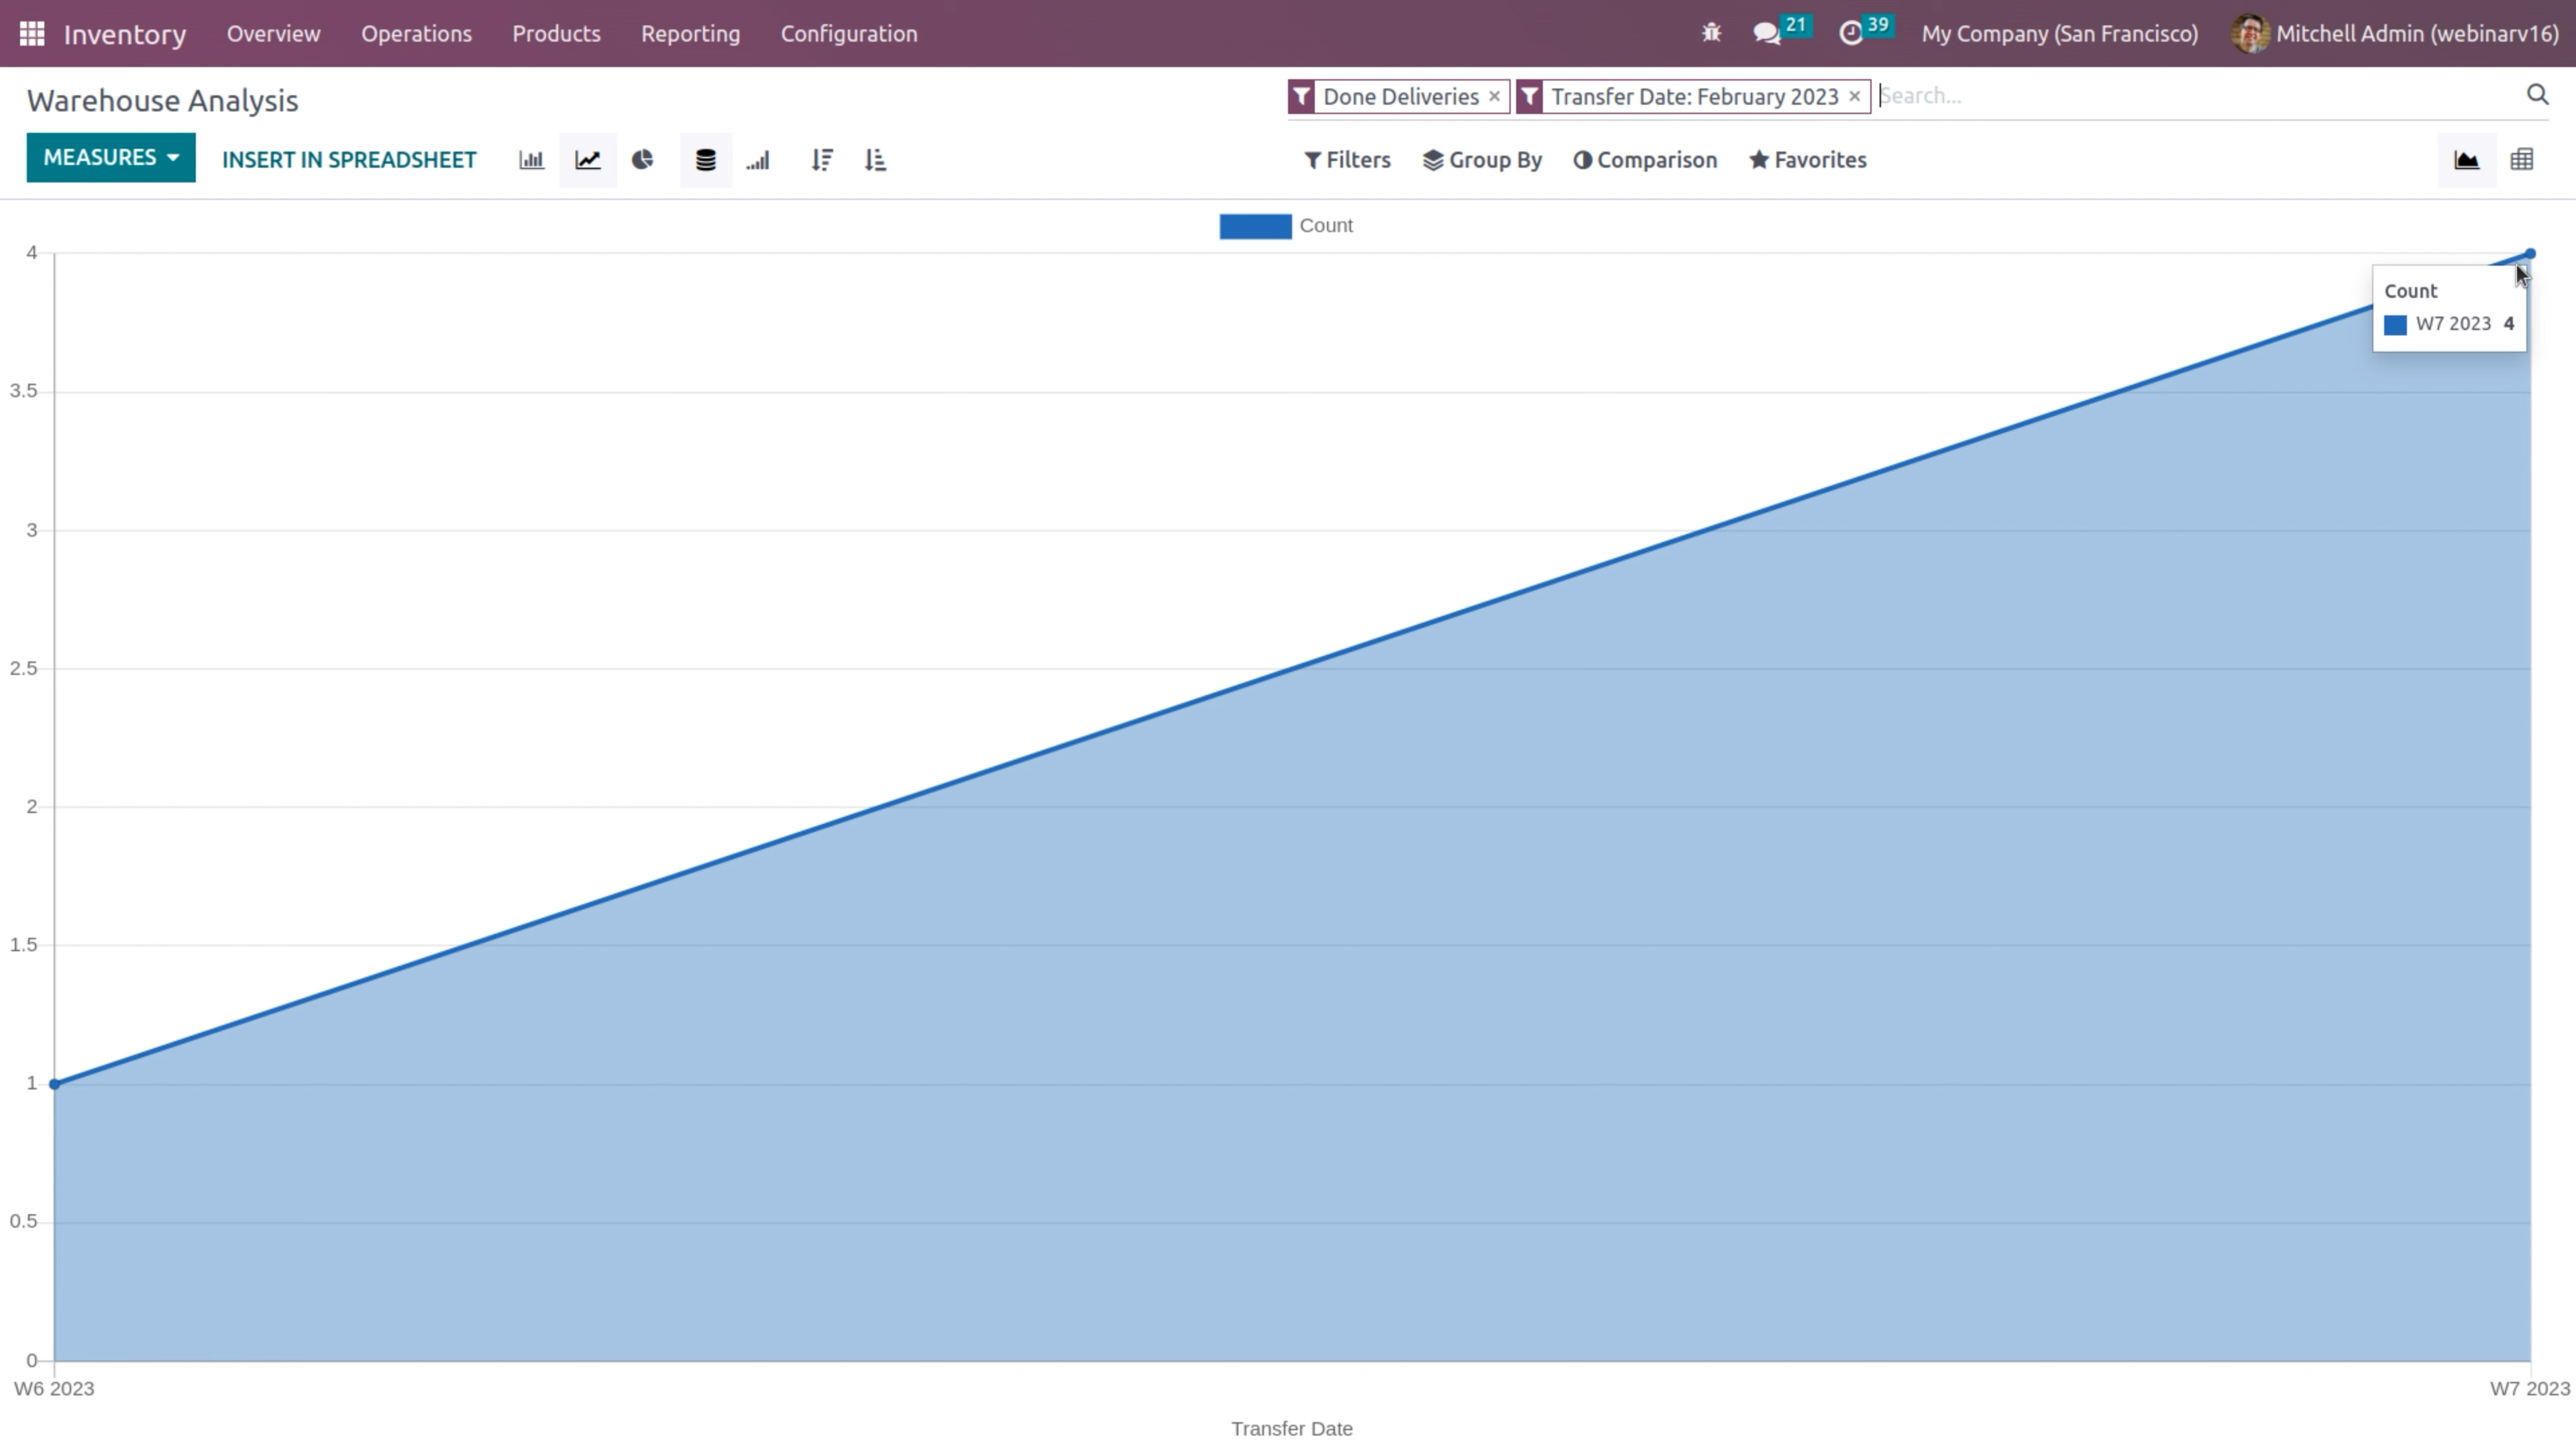 Inventory Overview Operations Products Reporting Configuration 21 39 My Company (San Francisco) Mitchell Admin (webinarv16)
Warehouse Analysis
Done Deliveries × Transfer Date: February 2023 × Search...
MEASURES INSERT IN SPREADSHEET Filters Group By Comparison Favorites
Count
4
Count
W7 2023 4
3.5
3
2.5
2
1.5
1
0.5
0
W6 2023 W7 2023
Transfer Date